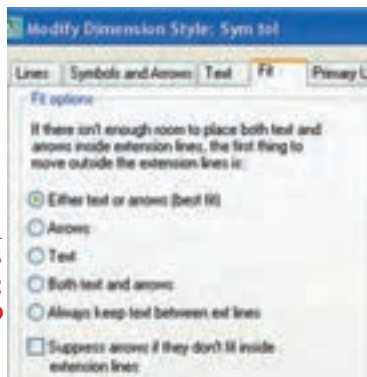 Modify Dimension Style: Sym tol
Lines Symbols and Arrows Text Fit Primary U
Fit options
If there isn't enough room to place both text and
arrows inside extension lines, the first thing to
move outside the extension lines is:
Either text or arrows (best fit)
Arrows
Text
Both text and arrows
Always keep text between ext lines
Suppress arrows if they don't fit inside
extension lines